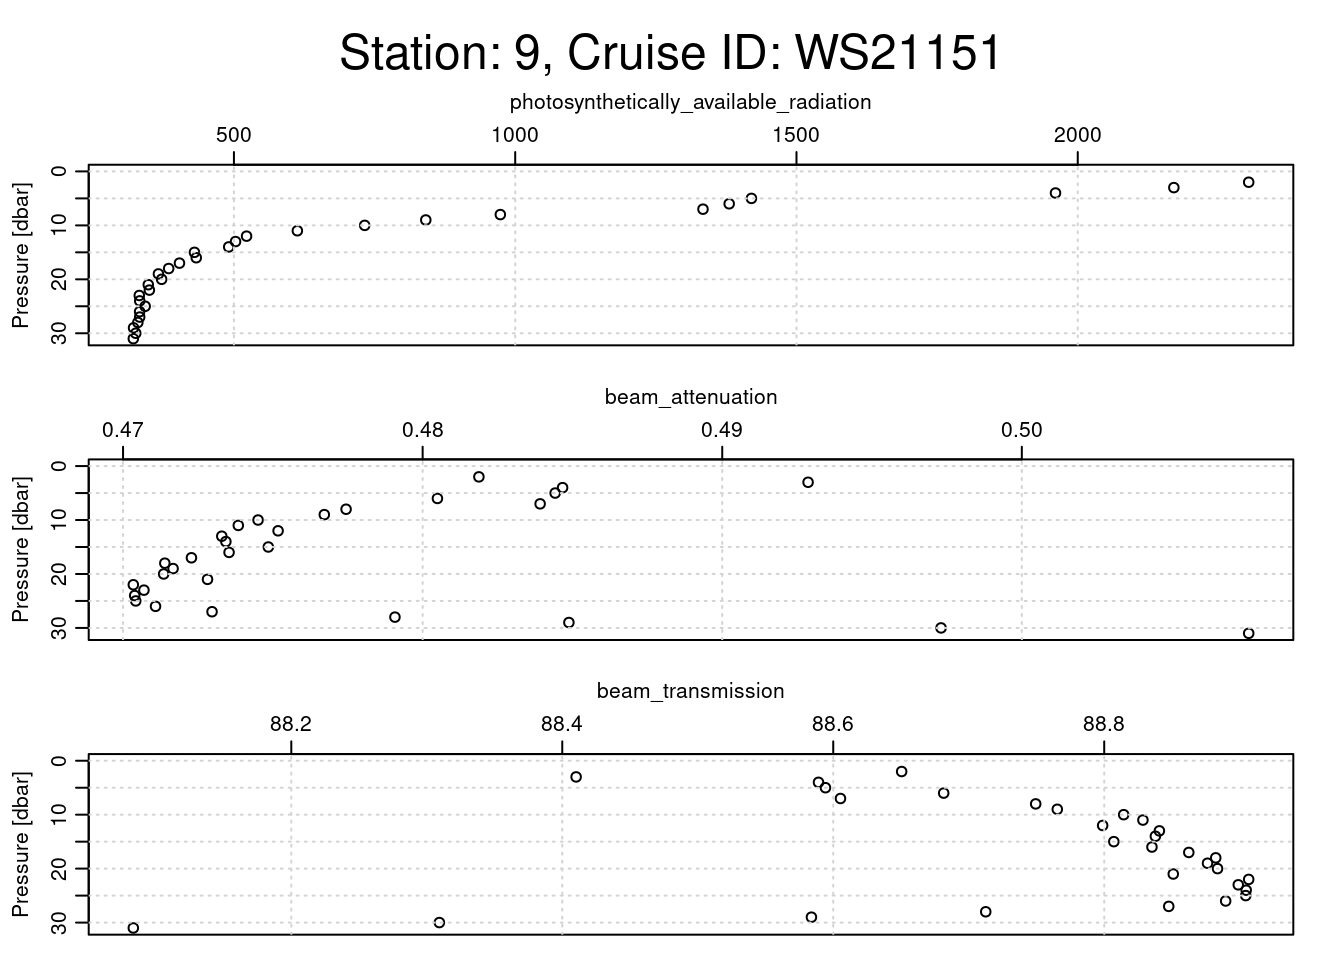 Station: 9, Cruise ID: WS21151
photosynthetically_available_radiation
500 1000 1500 2000
Pressure [dbar]
0
10
20
30
beam_attenuation
0.47 0.48 0.49 0.50
Pressure [dbar]
0
10
20
30
beam_transmission
88.2 88.4 88.6 88.8
Pressure [dbar]
0
10
20
30